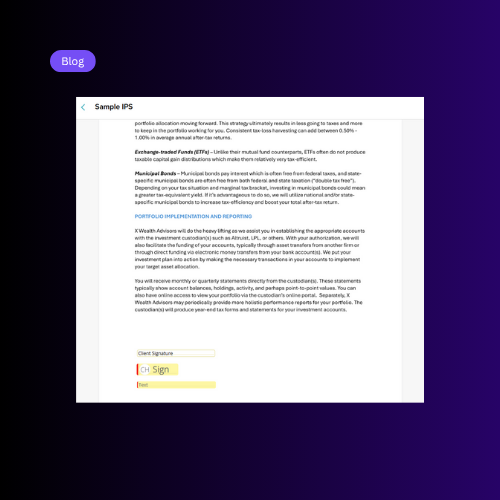 Blog
Sample IPS
portfolio allocation moving forward. This strategy ultimately results in less going to taxes and more
to keep in the portfolio working for you. Consistent tax-loss harvesting can add between 0.50% -
1.00% in average annual after-tax returns.
Exchange-traded Funds (ETFs) – Unlike their mutual fund counterparts, ETFs often do not produce
taxable capital gain distributions which make them relatively very tax-efficient.
Municipal Bonds – Municipal bonds pay interest which is often free from federal taxes, and state-
specific municipal bonds are often free from both federal and state taxation ("double tax free").
Depending on your tax situation and marginal tax bracket, investing in municipal bonds could mean
a greater tax-equivalent yield. If it's advantageous to do so, we will utilize national and/or state-
specific municipal bonds to increase tax-efficiency and boost your total after-tax return.
PORTFOLIO IMPLEMENTATION AND REPORTING
X Wealth Advisors will do the heavy lifting as we assist you in establishing the appropriate accounts
with the investment custodian(s) such as Altruist, LPL, or others. With your authorization, we will
also facilitate the funding of your accounts, typically through asset transfers from another firm or
through direct funding via electronic money transfers from your bank account(s). We put your
investment plan into action by making the necessary transactions in your accounts to implement
your target asset allocation.
You will receive monthly or quarterly statements directly from the custodian(s). These statements
typically show account balances, holdings, activity, and perhaps point-to-point values. You can
also have online access to view your portfolio via the custodian's online portal. Separately, X
Wealth Advisors may periodically provide more holistic performance reports for your portfolio. The
custodian(s) will produce year-end tax forms and statements for your investment accounts.
Client Signature
CH Sign
Text